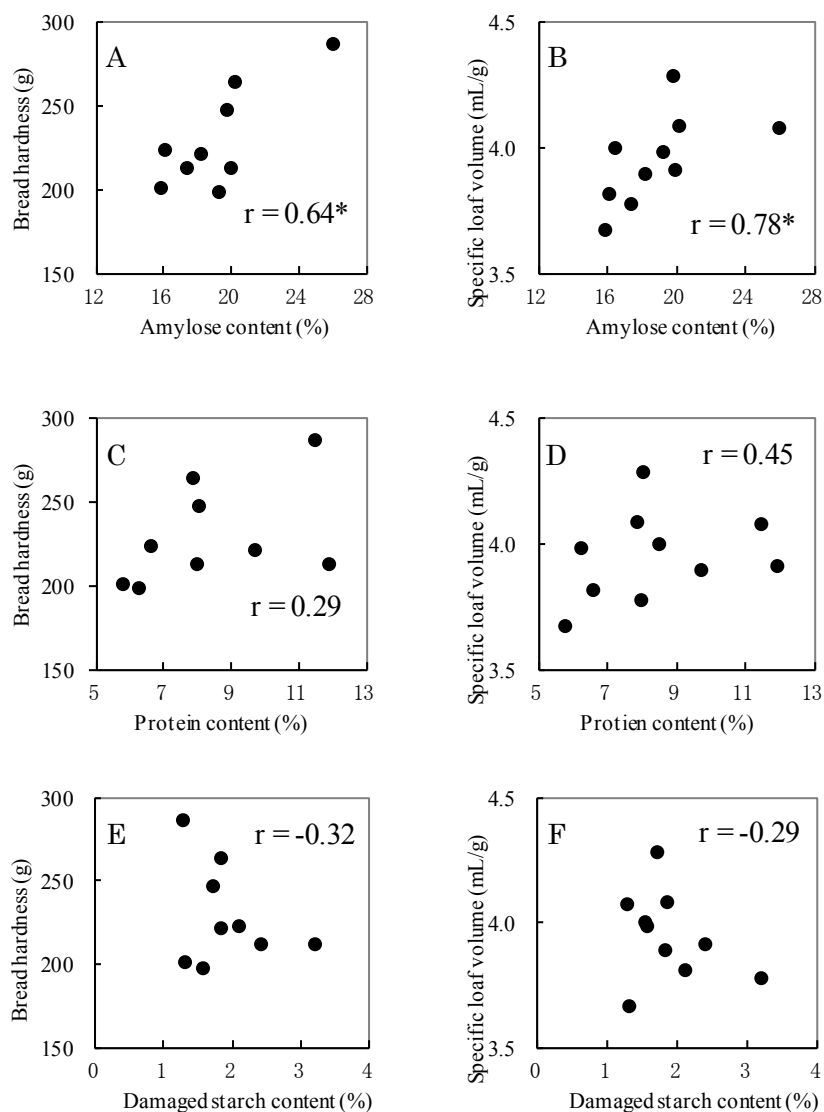 A
Bread hardness (g)
300
250
200
150
r = 0.64*
12 16 20 24 28
Amylose content (%)
B
Specific loaf volume (mL/g)
4.5
4.0
3.5
r = 0.78*
12 16 20 24 28
Amylose content (%)
C
Bread hardness (g)
300
250
200
150
r = 0.29
5 7 9 11 13
Protein content (%)
D
Specific loaf volume (mL/g)
4.5
4.0
3.5
r = 0.45
5 7 9 11 13
Protien content (%)
E
Bread hardness (g)
300
250
200
150
r = -0.32
0 1 2 3 4
Damaged starch content (%)
F
Specific loaf volume (mL/g)
4.5
4.0
3.5
r = -0.29
0 1 2 3 4
Damaged starch content (%)